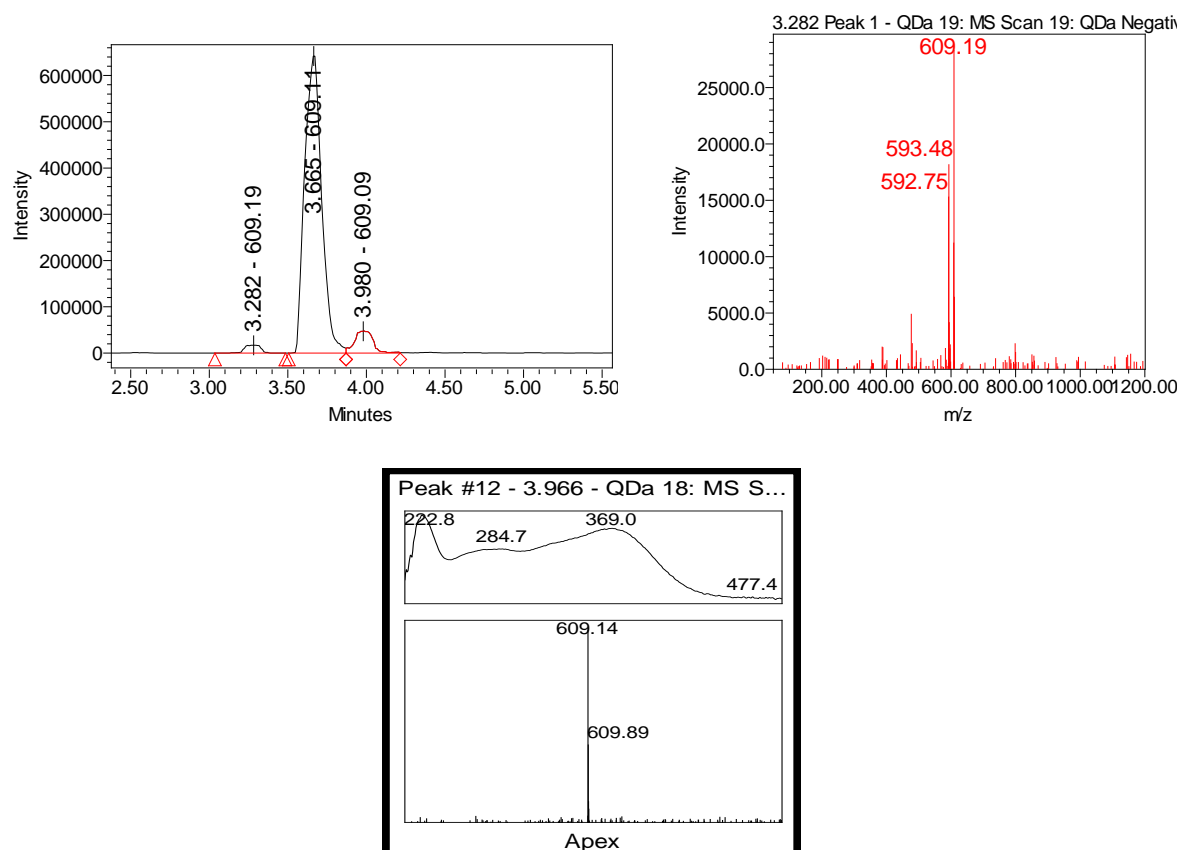 3.282 Peak 1 - QDa 19: MS Scan 19: QDa Negativ
Intensity
600000
500000
400000
300000
200000
100000
0
3.282 - 609.19
3.665 - 609.11
3.980 - 609.09
2.50 3.00 3.50 4.00 4.50 5.00 5.50
Minutes
Intensity
25000.0
20000.0
15000.0
10000.0
5000.0
0.0
609.19
593.48
592.75
200.00 400.00 600.00 800.00 1000.00 1200.00
m/z
Peak #12 - 3.966 - QDa 18: MS S...
222.8
284.7
369.0
477.4
609.14
609.89
Apex